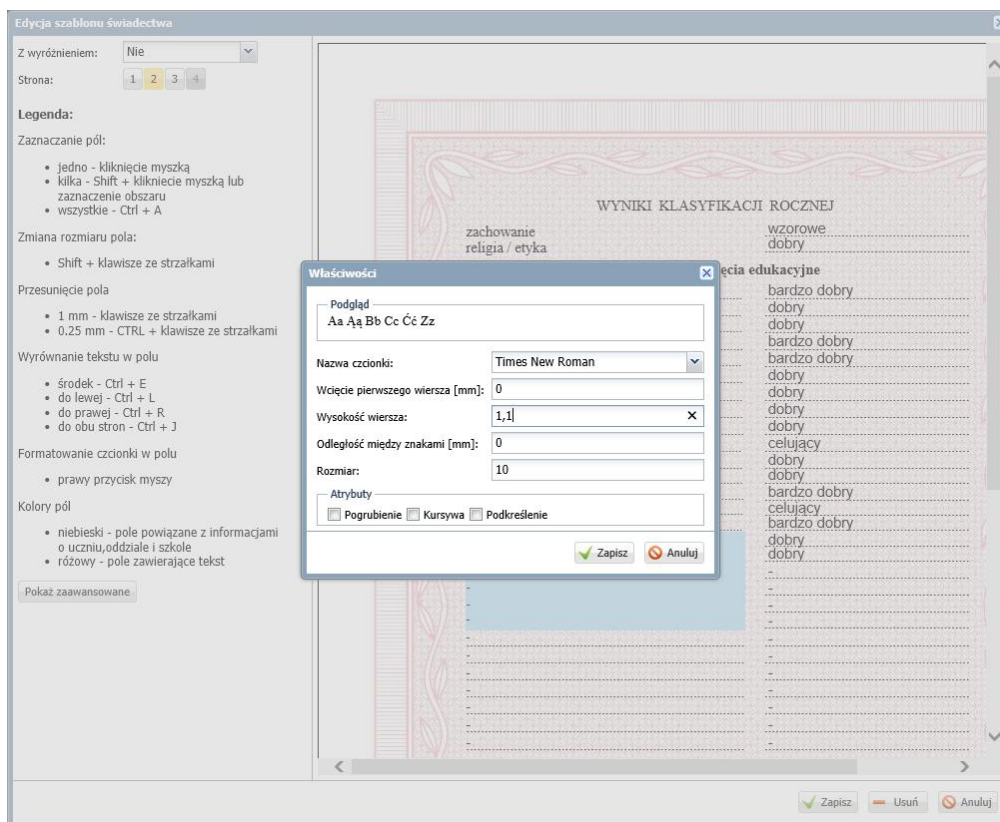 Edycja szablonu świadectwa
Z wyróżnieniem: Nie
Strona: 1 2 3 4
Legenda:
Zaznaczanie pól:
• jedno - kliknięcie myszką
• kilka - Shift + klikniecie myszką lub
zaznaczenie obszaru
• wszystkie - Ctrl + A
Zmiana rozmiaru pola:
• Shift + klawisze ze strzałkami
Przesunięcie pola
• 1 mm - klawisze ze strzałkami
• 0.25 mm - CTRL + klawisze ze strzałkami
Wyrównanie tekstu w polu
• środek - Ctrl + E
• do lewej - Ctrl + L
• do prawej - Ctrl + R
• do obu stron - Ctrl + J
Formatowanie czcionki w polu
• prawy przycisk myszy
Kolory pól
• niebieski - pole powiązane z informacjami
o uczniu,oddziale i szkole
• różowy - pole zawierające tekst
Pokaż zaawansowane
WYNIKI KLASYFIKACJI ROCZNEJ
zachowanie wzorowe
religia / etyka dobry
ęcia edukacyjne
bardzo dobry
dobry
dobry
bardzo dobry
bardzo dobry
dobry
dobry
dobry
dobry
celujący
dobry
dobry
bardzo dobry
celujący
bardzo dobry
dobry
dobry
-
- -
- -
- -
- -
- -
- -
- -
- -
- -
- -
Właściwości
Podgląd
Aa Ąą Bb Cc Ćć Zz
Nazwa czcionki: Times New Roman
Wcięcie pierwszego wiersza [mm]: 0
Wysokość wiersza: 1,1
Odległość między znakami [mm]: 0
Rozmiar: 10
Atrybuty
Pogrubienie Kursywa Podkreślenie
Zapisz Anuluj
Zapisz Usuń Anuluj